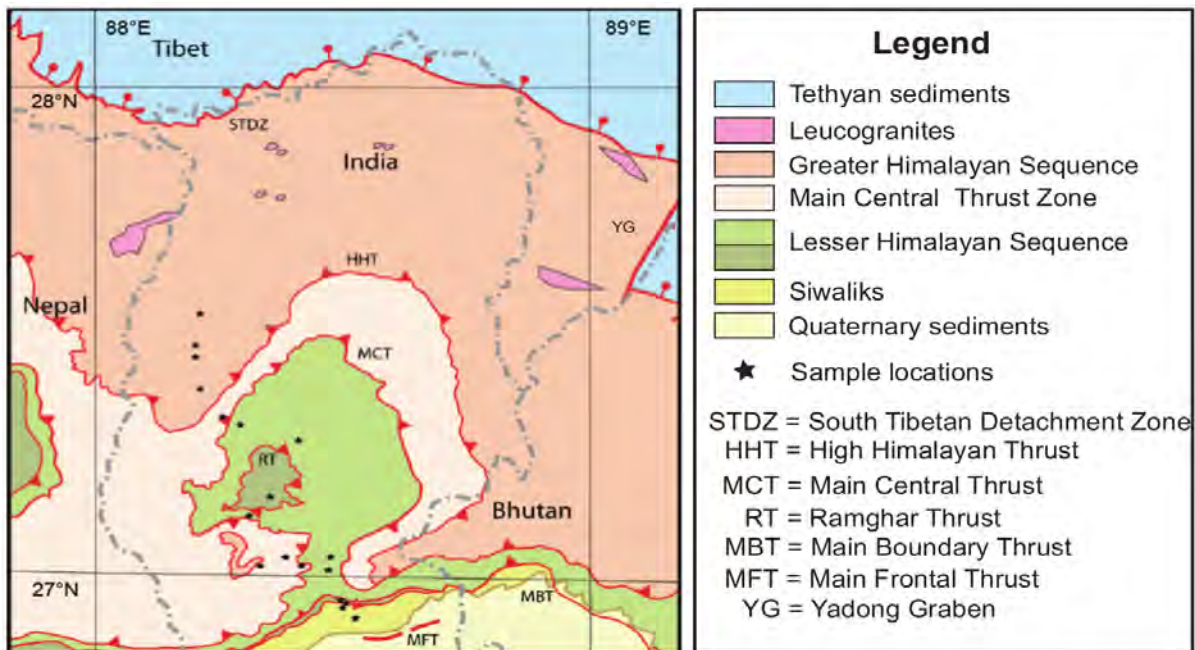 88°E
89°E
Tibet
28°N
STDZ
India
YG
HHT
Nepal
MCT
RT
Bhutan
27°N
MBT
MFT
Legend
Tethyan sediments
Leucogranites
Greater Himalayan Sequence
Main Central Thrust Zone
Lesser Himalayan Sequence
Siwaliks
Quaternary sediments
Sample locations
STDZ = South Tibetan Detachment Zone
HHT = High Himalayan Thrust
MCT = Main Central Thrust
RT = Ramghar Thrust
MBT = Main Boundary Thrust
MFT = Main Frontal Thrust
YG = Yadong Graben